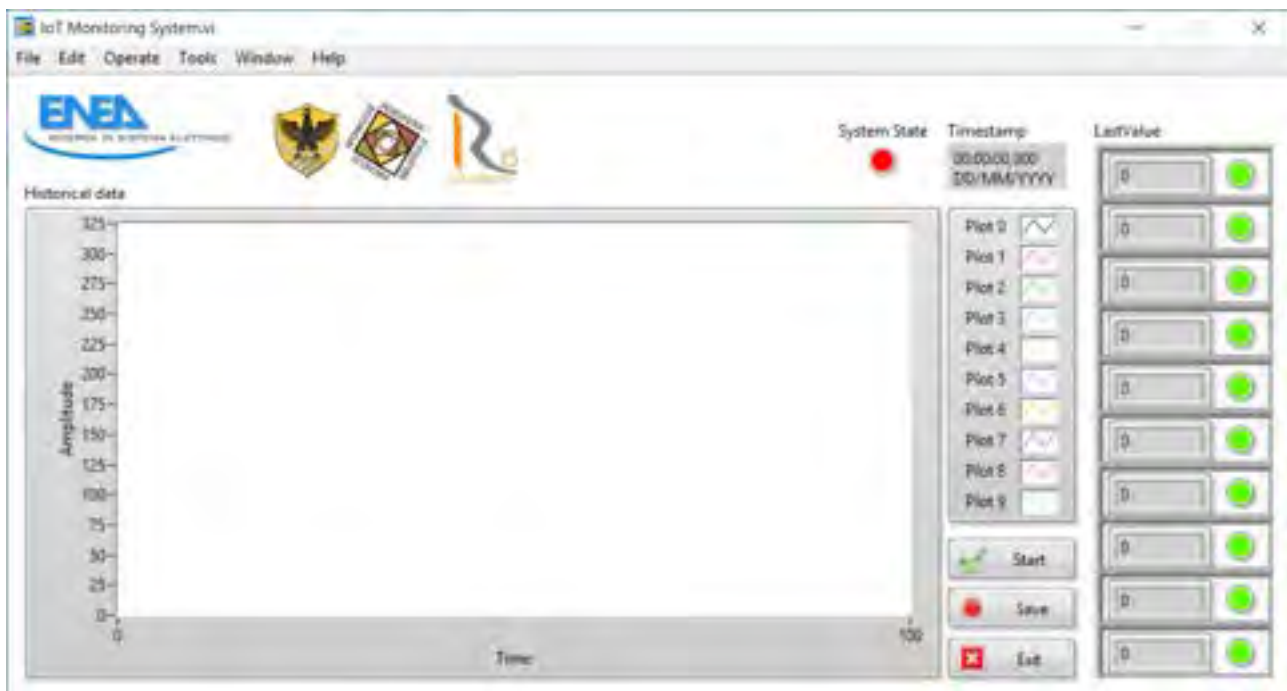 IoT Monitoring System.vi
File Edit Operate Tools Window Help
ENEA
System State
Timestamp
00:00:00,000
DD/MM/YYYY
LastValue
Historical data
325
300
275
250
225
200
175
150
125
100
75
50
25
0
Amplitude
0
100
Time
Plot 0
Plot 1
Plot 2
Plot 3
Plot 4
Plot 5
Plot 6
Plot 7
Plot 8
Plot 9
Start
Save
Exit
0
0
0
0
0
0
0
0
0
0